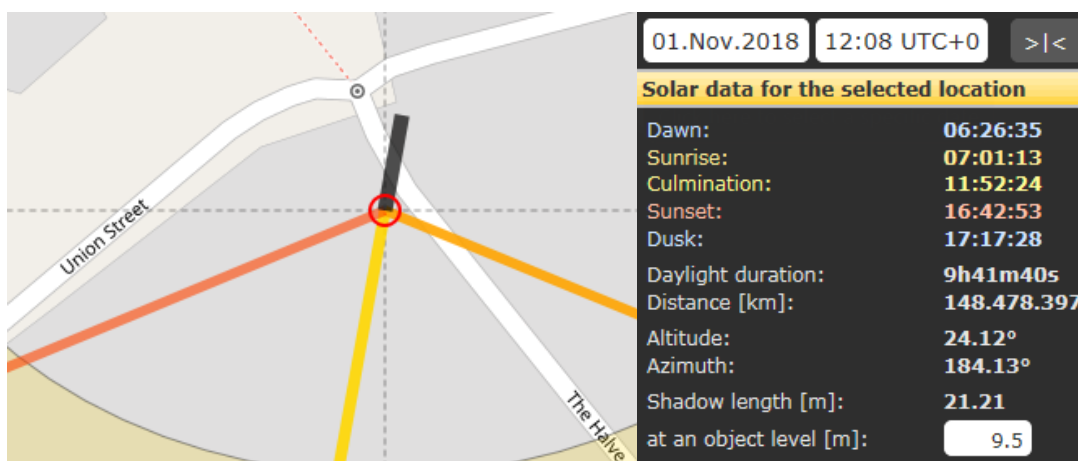 01.Nov.2018 12:08 UTC+0 >|<
Solar data for the selected location
Dawn: 06:26:35
Sunrise: 07:01:13
Culmination: 11:52:24
Sunset: 16:42:53
Dusk: 17:17:28
Daylight duration: 9h41m40s
Distance [km]: 148.478.397
Altitude: 24.12°
Azimuth: 184.13°
Shadow length [m]: 21.21
at an object level [m]: 9.5
Union Street
The Halve